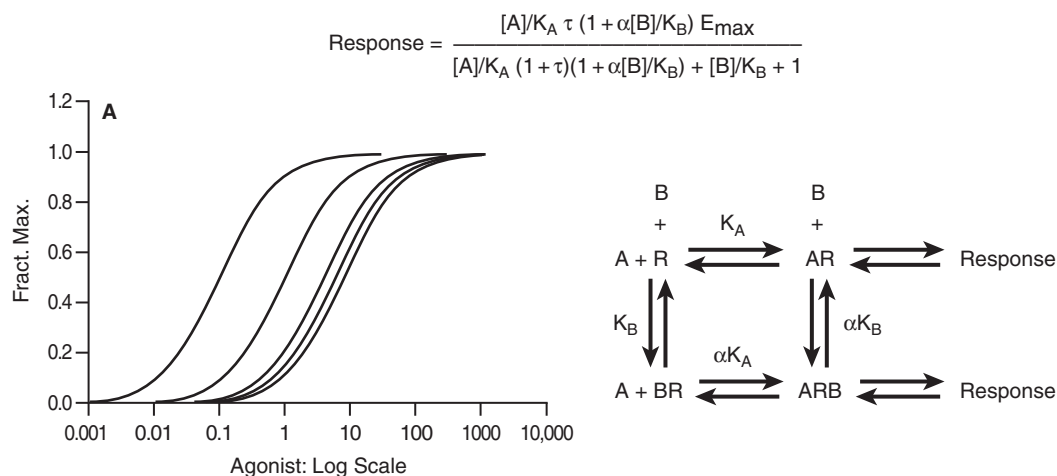 Response = [A]/K_A τ (1 + α[B]/K_B) E_max
[A]/K_A (1 + τ)(1 + α[B]/K_B) + [B]/K_B + 1
A
1.2
1.0
0.8
0.6
0.4
0.2
0.0
Fract. Max.
0.001 0.01 0.1 1 10 100 1000 10,000
Agonist: Log Scale
B B
+ K_A +
A + R AR Response
K_B αK_B
αK_A
A + BR ARB Response